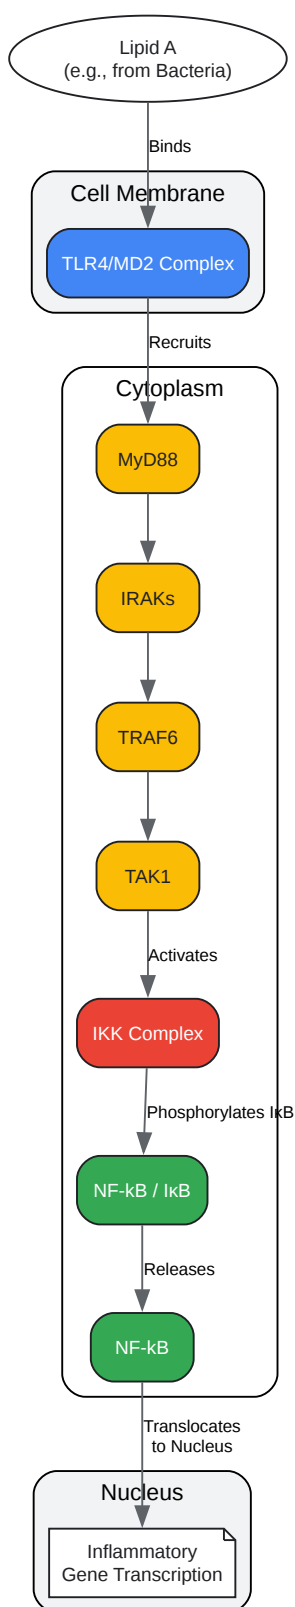 Lipid A
(e.g., from Bacteria)
Binds
Cell Membrane
TLR4/MD2 Complex
Recruits
Cytoplasm
MyD88
IRAKs
TRAF6
TAK1
Activates
IKK Complex
Phosphorylates IκB
NF-kB / IκB
Releases
NF-kB
Translocates
to Nucleus
Nucleus
Inflammatory
Gene Transcription